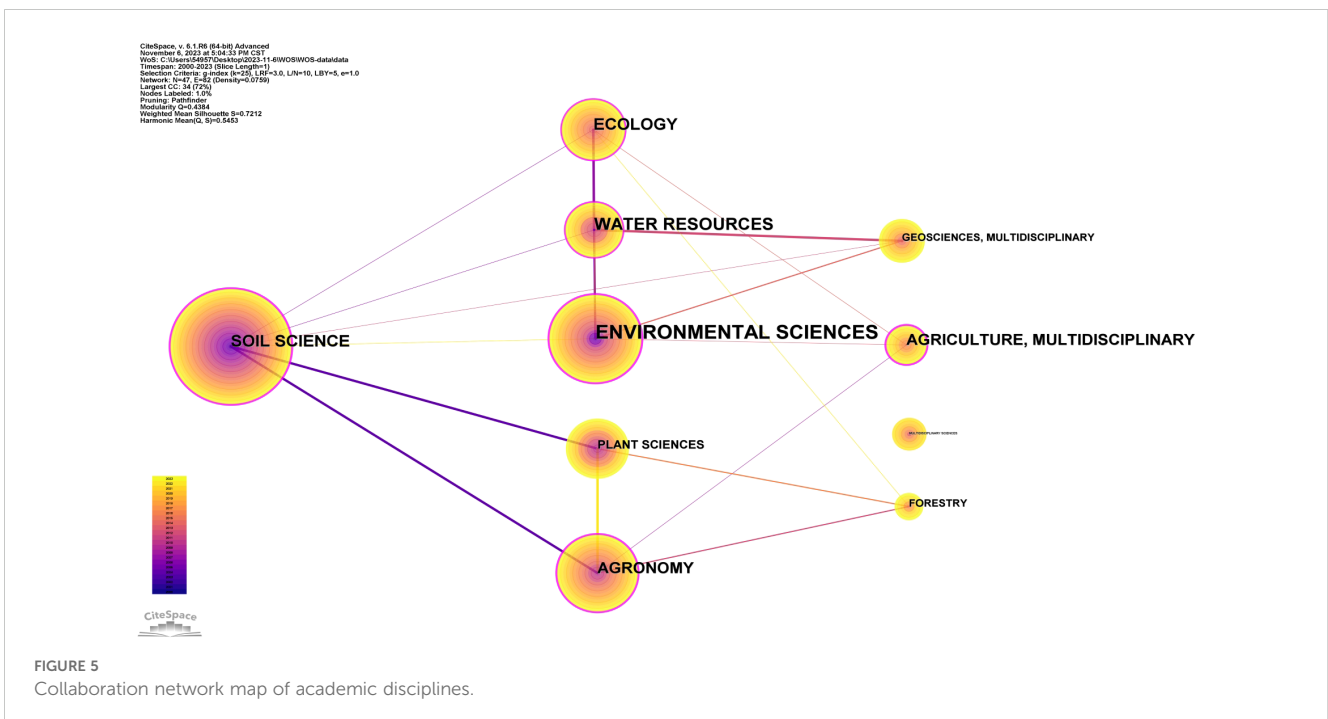 CiteSpace, v. 6.1.R6 (64-bit) Advanced
November 6, 2023 at 5:04:33 PM CST
WoS: C:\Users\54957\Desktop\2023-11-6\WOS\WOS-data\data
Timespan: 2000-2023 (Slice Length=1)
Selection Criteria: g-index (k=25), LRF=3.0, L/N=10, LBY=5, e=1.0
Network: N=47, E=82 (Density=0.0759)
Largest CC: 34 (72%)
Nodes Labeled: 1.0%
Pruning: Pathfinder
Modularity Q=0.4384
Weighted Mean Silhouette S=0.7212
Harmonic Mean(Q, S)=0.5453
ECOLOGY
WATER RESOURCES
GEOSCIENCES, MULTIDISCIPLINARY
SOIL SCIENCE
ENVIRONMENTAL SCIENCES
AGRICULTURE, MULTIDISCIPLINARY
MULTIDISCIPLINARY SCIENCES
PLANT SCIENCES
FORESTRY
AGRONOMY
CiteSpace
FIGURE 5
Collaboration network map of academic disciplines.